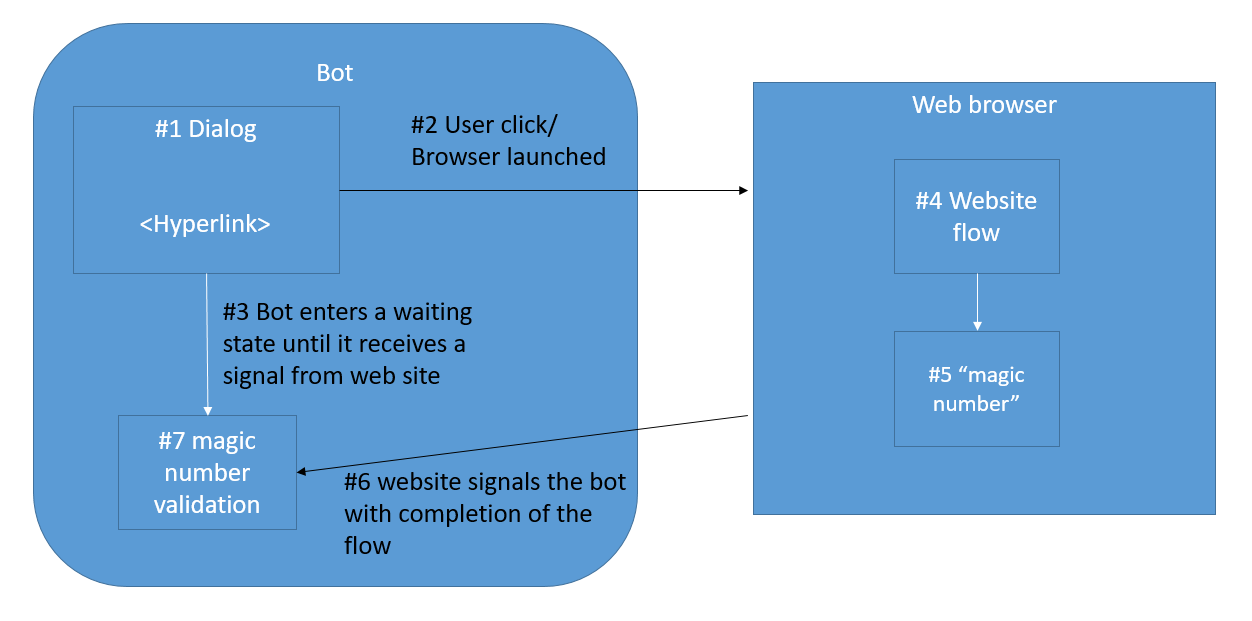 Bot
#1 Dialog
<Hyperlink>
#2 User click/
Browser launched
#3 Bot enters a waiting
state until it receives a
signal from web site
#7 magic
number
validation
#6 website signals the bot
with completion of the
flow
Web browser
#4 Website
flow
#5 “magic
number”